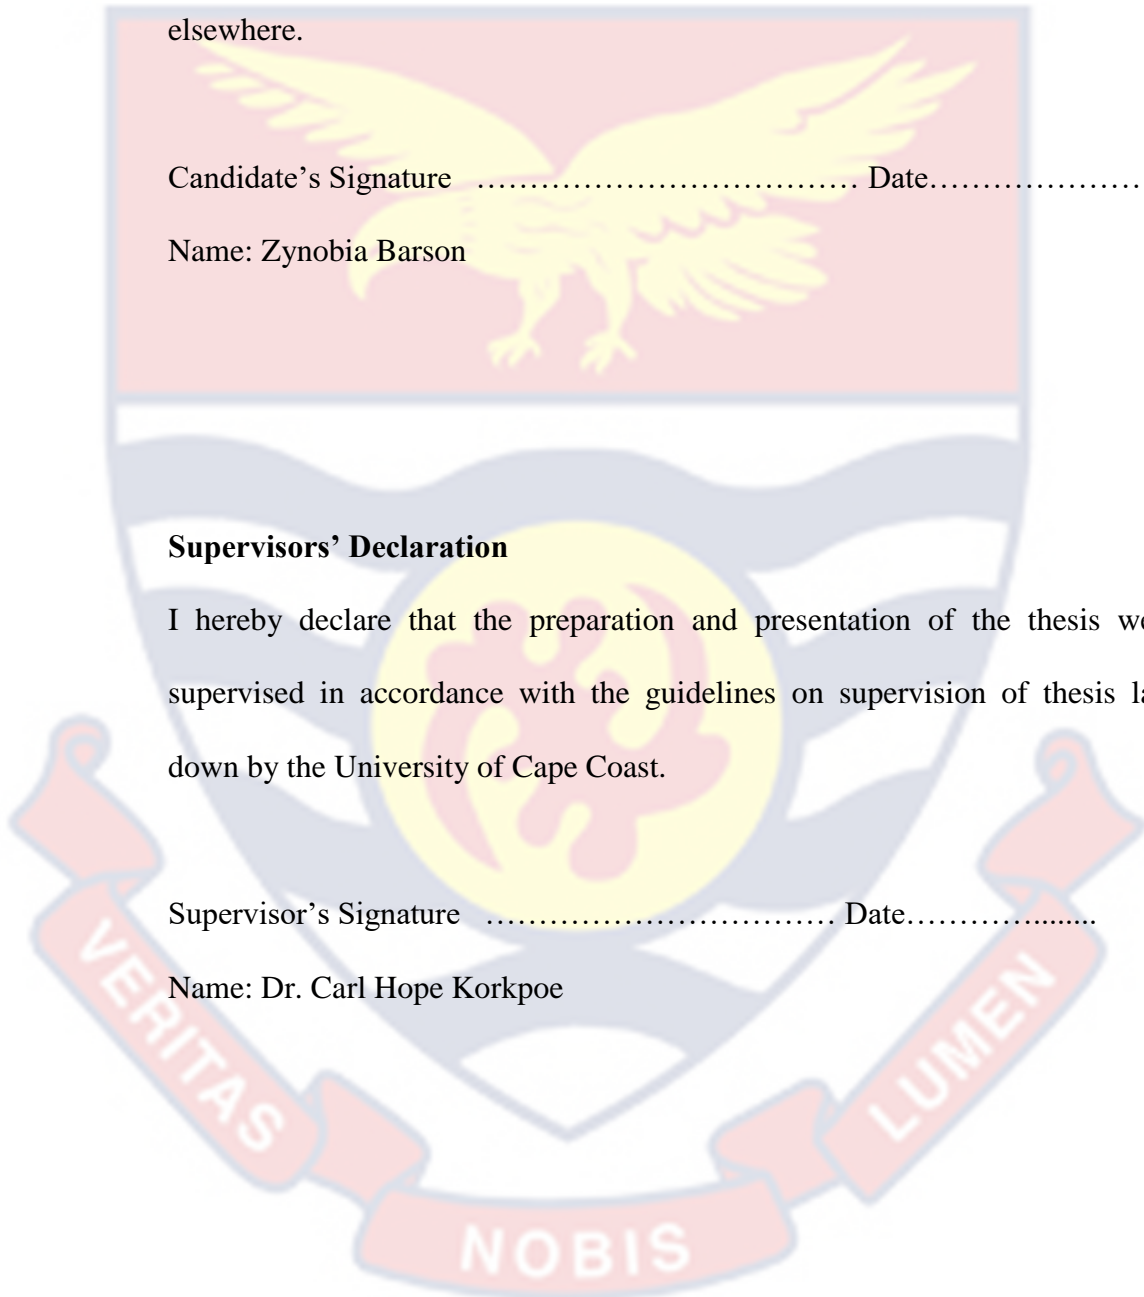 elsewhere.
Candidate’s Signature ……………………………… Date…………………
Name: Zynobia Barson
Supervisors’ Declaration
I hereby declare that the preparation and presentation of the thesis we
supervised in accordance with the guidelines on supervision of thesis la
down by the University of Cape Coast.
Supervisor’s Signature …………………………… Date…………........
Name: Dr. Carl Hope Korkpoe
VERITAS
NOBIS
LUMEN